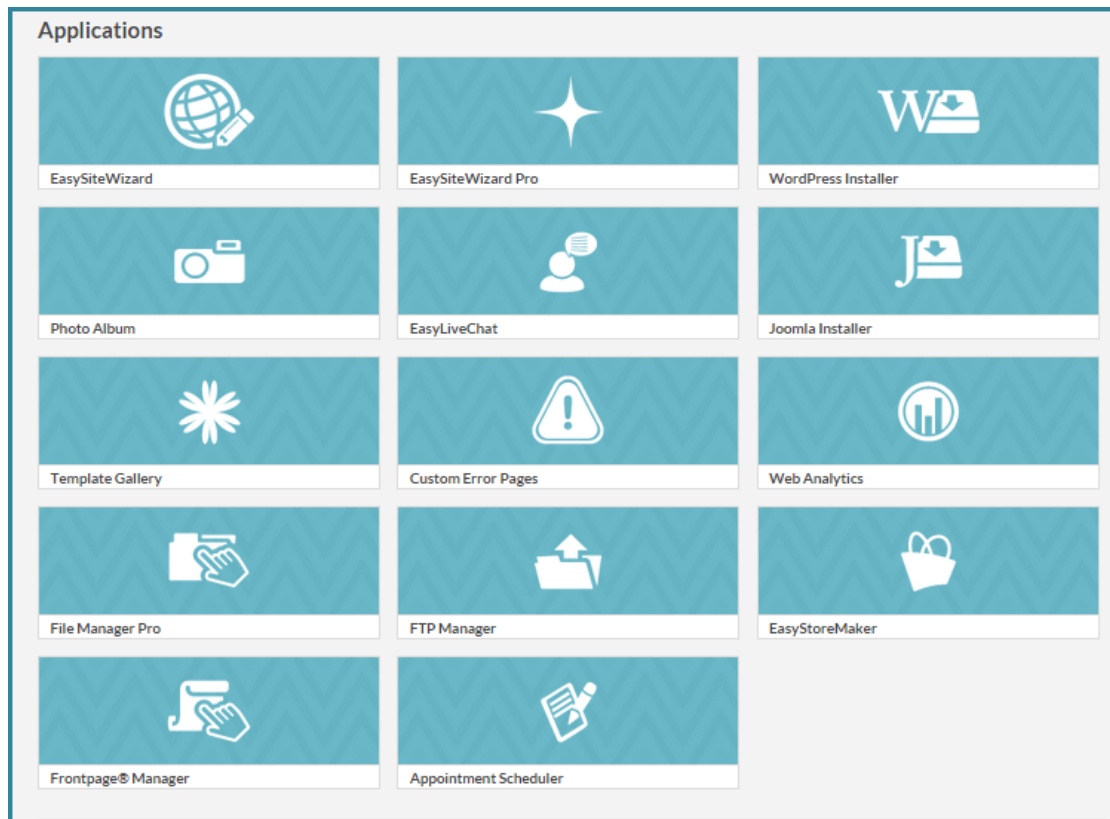 Applications
EasySiteWizard
EasySiteWizard Pro
WordPress Installer
Photo Album
EasyLiveChat
Joomla Installer
Template Gallery
Custom Error Pages
Web Analytics
File Manager Pro
FTP Manager
EasyStoreMaker
Frontpage® Manager
Appointment Scheduler